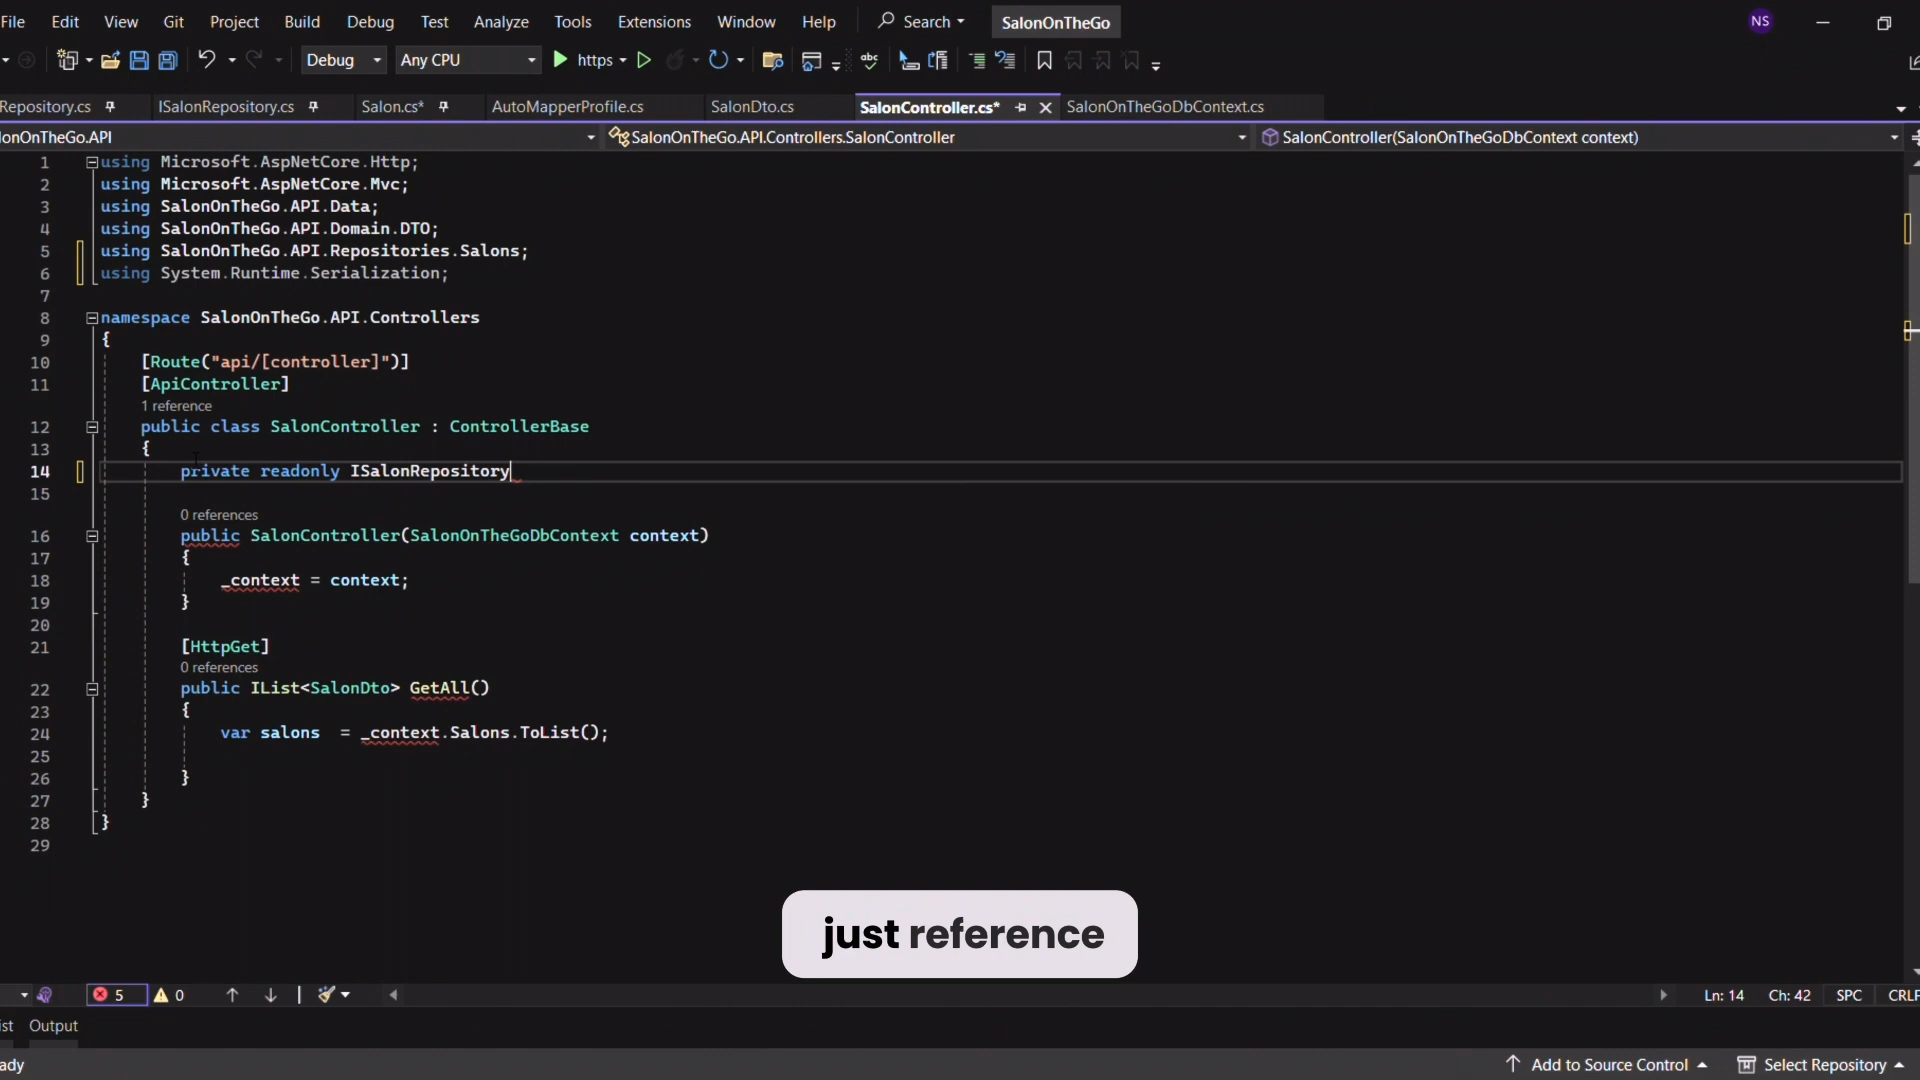 File Edit View Git Project Build Debug Test Analyze Tools Extensions Window Help Search SalonOnTheGo NS
Debug Any CPU https
Repository.cs ISalonRepository.cs Salon.cs* AutoMapperProfile.cs SalonDto.cs SalonController.cs* SalonOnTheGoDbContext.cs
lonOnTheGo.API SalonOnTheGo.API.Controllers.SalonController SalonController(SalonOnTheGoDbContext context)
1 using Microsoft.AspNetCore.Http;
2 using Microsoft.AspNetCore.Mvc;
3 using SalonOnTheGo.API.Data;
4 using SalonOnTheGo.API.Domain.DTO;
5 using SalonOnTheGo.API.Repositories.Salons;
6 using System.Runtime.Serialization;
7
8 namespace SalonOnTheGo.API.Controllers
9 {
10 [Route("api/[controller]")]
11 [ApiController]
1 reference
12 public class SalonController : ControllerBase
13 {
14 private readonly ISalonRepository
15
0 references
16 public SalonController(SalonOnTheGoDbContext context)
17 {
18 _context = context;
19 }
20
21 [HttpGet]
0 references
22 public IList<SalonDto> GetAll()
23 {
24 var salons  = _context.Salons.ToList();
25
26 }
27 }
28 }
29
just reference
5 0 Ln: 14 Ch: 42 SPC CRLF
ist Output
ady Add to Source Control Select Repository